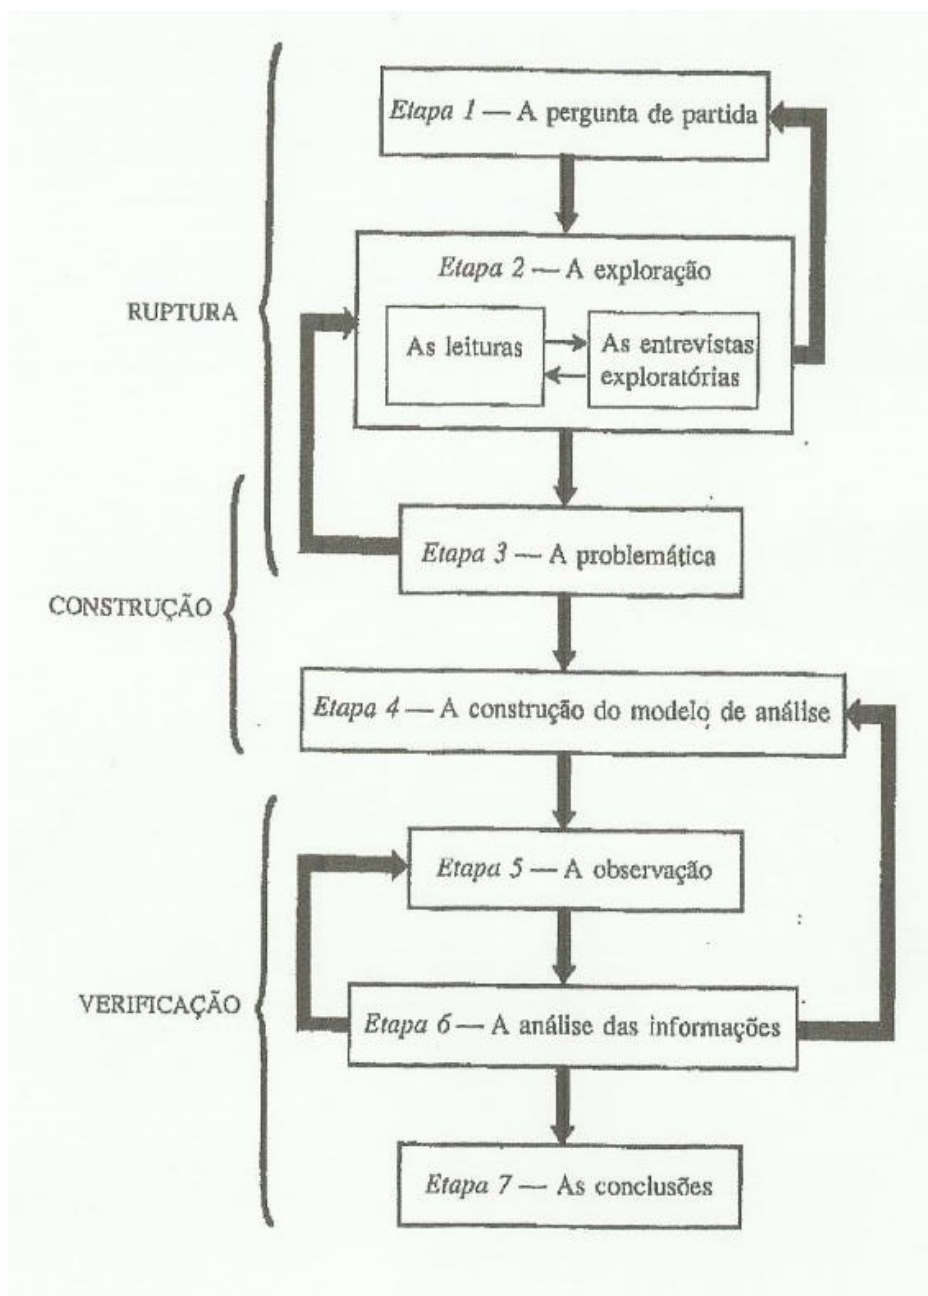 Etapa 1 — A pergunta de partida
Etapa 2 — A exploração
As leituras
As entrevistas
exploratórias
RUPTURA
Etapa 3 — A problemática
CONSTRUÇÃO
Etapa 4 — A construção do modelo de análise
Etapa 5 — A observação
VERIFICAÇÃO
Etapa 6 — A análise das informações
Etapa 7 — As conclusões